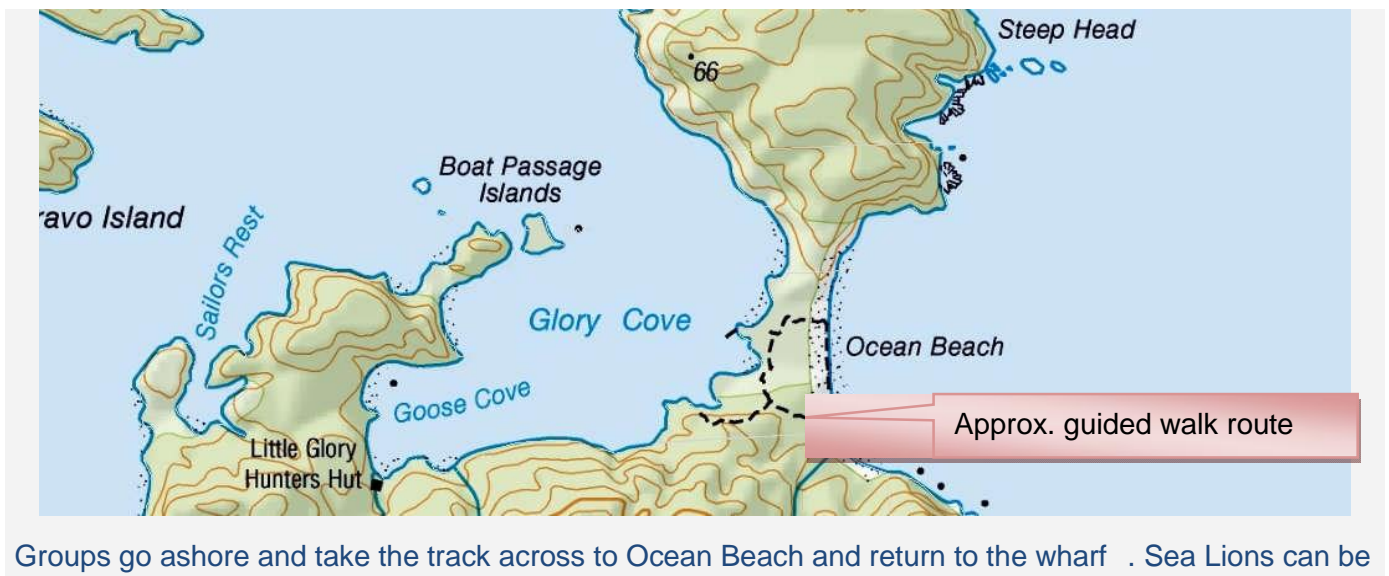 Steep Head
66
Boat Passage
Islands
ravo Island
Sailors Rest
Glory Cove
Ocean Beach
Goose Cove
Approx. guided walk route
Little Glory
Hunters Hut
Groups go ashore and take the track across to Ocean Beach and return to the wharf . Sea Lions can be